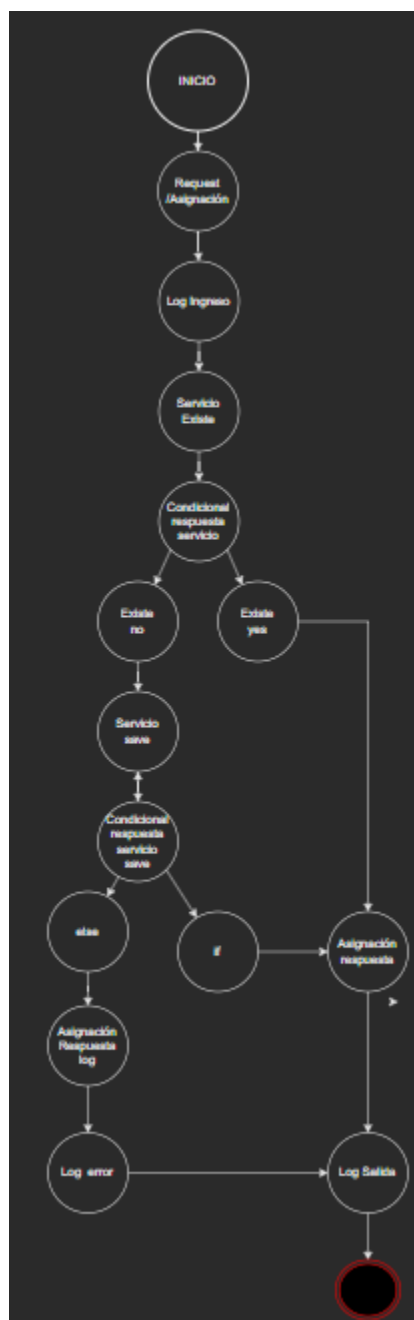 INICIO
Request
/Asignación
Log Ingreso
Servicio
Existe
Condicional
respuesta
servicio
Existe
no
Existe
yes
Servicio
save
Condicional
respuesta
servicio
save
else
if
Asignación
respuesta
Asignación
Respuesta
log
Log error
Log Salida